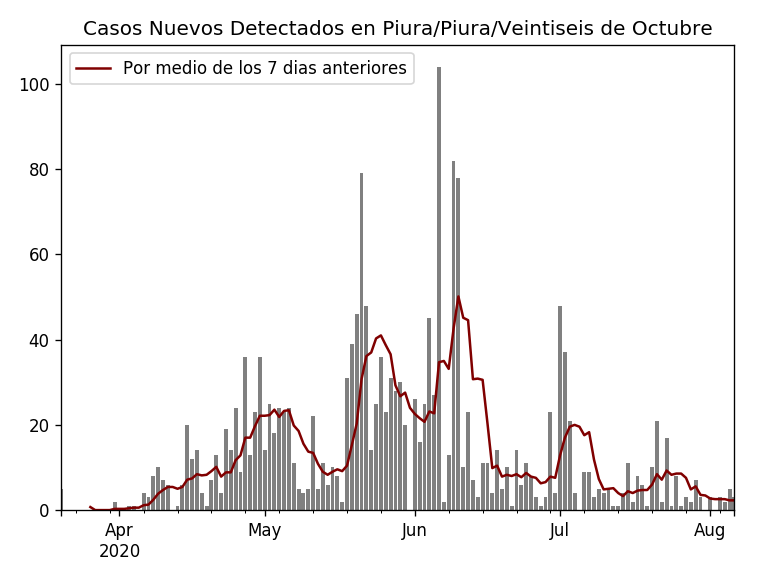 Casos Nuevos Detectados en Piura/Piura/Veintiseis de Octubre
Por medio de los 7 dias anteriores
100
80
60
40
20
0
Apr
2020
May
Jun
Jul
Aug